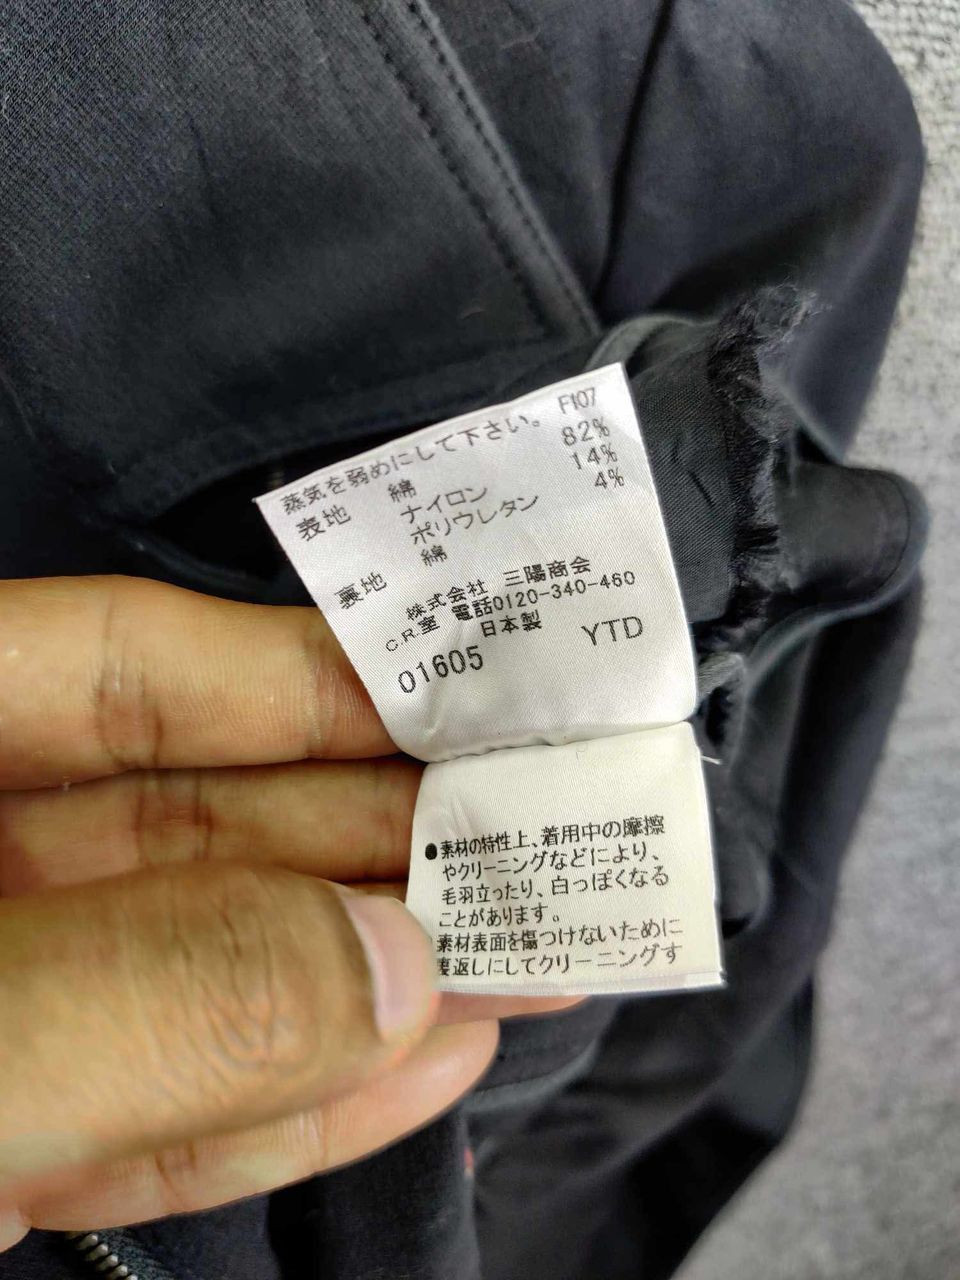 蒸気を弱めにして下さい。 FI07
表地 綿 82%
ナイロン 14%
ポリウレタン 4%
裏地 綿
株式会社 三陽商会
C.R.室 電話0120-340-460
日本製
01605 YTD
●素材の特性上、着用中の摩擦
やクリーニングなどにより、
毛羽立ったり、白っぽくなる
ことがあります。
●素材表面を傷つけないために
裏返しにしてクリーニングす